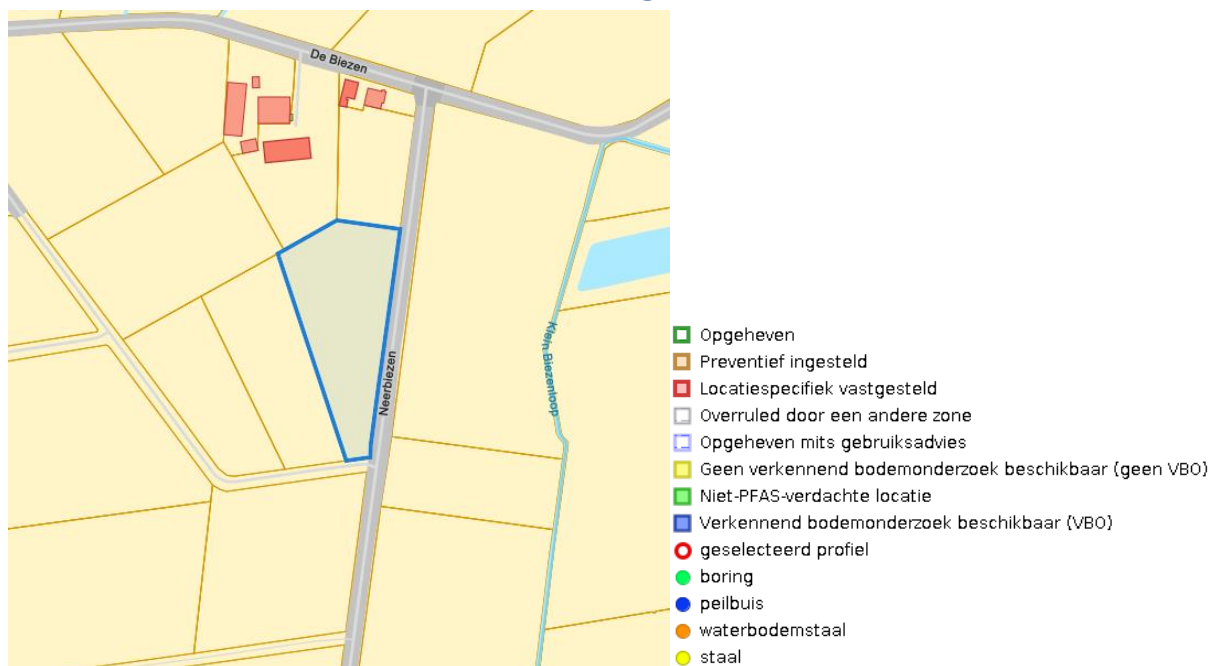 De Biezen
Neerbiezen
Klein Biezenloop
Opgeheven
Preventief ingesteld
Locatiespecifiek vastgesteld
Overruled door een andere zone
Opgeheven mits gebruiksadvies
Geen verkennend bodemonderzoek beschikbaar (geen VBO)
Niet-PFAS-verdachte locatie
Verkennend bodemonderzoek beschikbaar (VBO)
geselecteerd profiel
boring
peilbuis
waterbodemstaal
staal